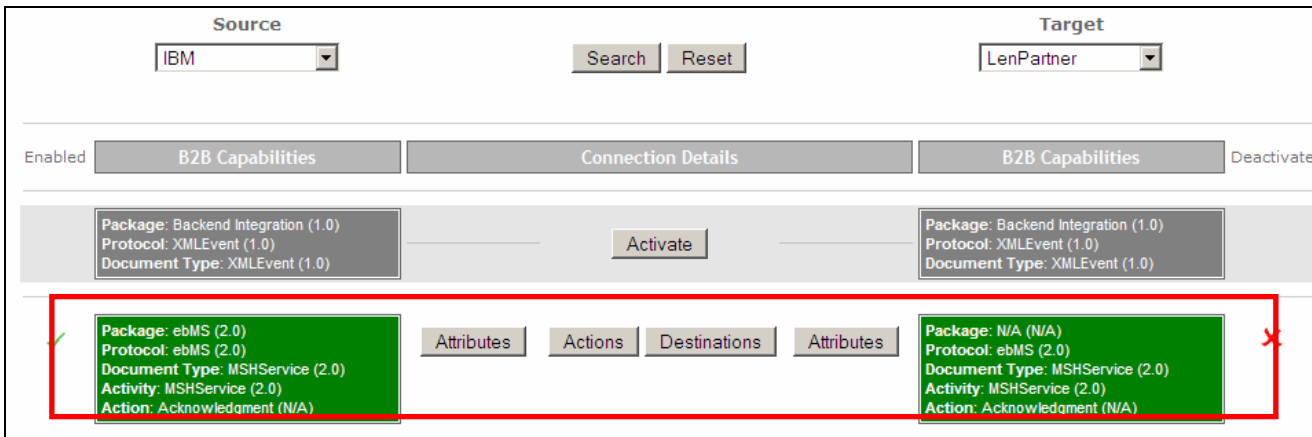 Source Target
IBM Search Reset LenPartner
Enabled B2B Capabilities Connection Details B2B Capabilities Deactivate
Package: Backend Integration (1.0)
Protocol: XMLEvent (1.0)
Document Type: XMLEvent (1.0)
Activate
Package: Backend Integration (1.0)
Protocol: XMLEvent (1.0)
Document Type: XMLEvent (1.0)
Package: ebMS (2.0)
Protocol: ebMS (2.0)
Document Type: MSHService (2.0)
Activity: MSHService (2.0)
Action: Acknowledgment (N/A)
Attributes Actions Destinations Attributes
Package: N/A (N/A)
Protocol: ebMS (2.0)
Document Type: MSHService (2.0)
Activity: MSHService (2.0)
Action: Acknowledgment (N/A)